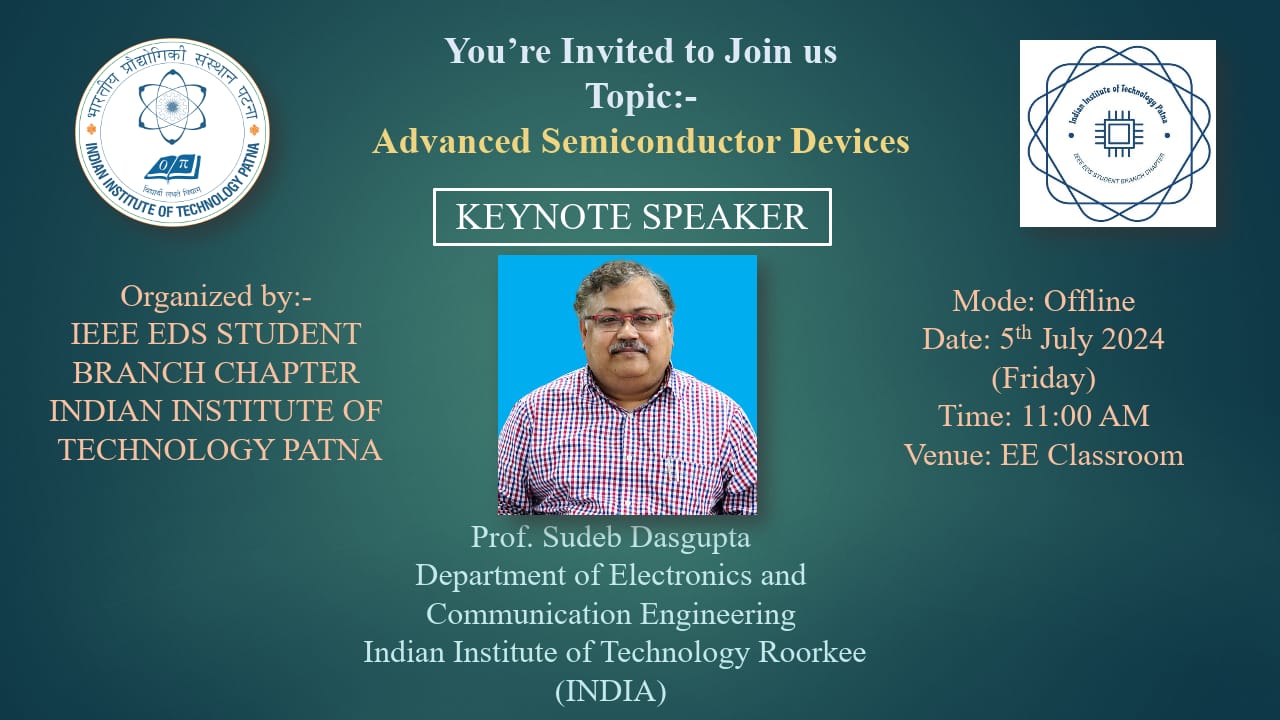 भारतीय प्रौद्योगिकी संस्थान पटना
विद्यार्थी लभते विद्याम्
INDIAN INSTITUTE OF TECHNOLOGY PATNA
You’re Invited to Join us
Topic:-
Advanced Semiconductor Devices
KEYNOTE SPEAKER
Indian Institute of Technology Patna
IEEE EDS STUDENT BRANCH CHAPTER
Organized by:-
IEEE EDS STUDENT
BRANCH CHAPTER
INDIAN INSTITUTE OF
TECHNOLOGY PATNA
Mode: Offline
Date: 5th July 2024
(Friday)
Time: 11:00 AM
Venue: EE Classroom
Prof. Sudeb Dasgupta
Department of Electronics and
Communication Engineering
Indian Institute of Technology Roorkee
(INDIA)